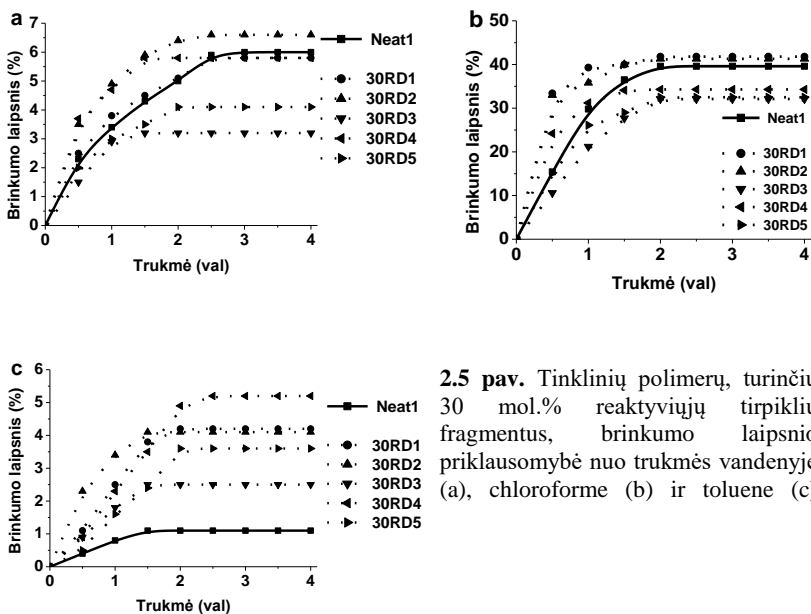 a
7
6
5
4
3
2
1
0
Brinkumo laipsnis (%)
0 1 2 3 4
Trukmė (val)
Neat1
30RD1
30RD2
30RD3
30RD4
30RD5
b
50
40
30
20
10
0
Brinkumo laipsnis (%)
0 1 2 3 4
Trukmė (val)
Neat1
30RD1
30RD2
30RD3
30RD4
30RD5
c
6
5
4
3
2
1
0
Brinkumo laipsnis (%)
0 1 2 3 4
Trukmė (val)
Neat1
30RD1
30RD2
30RD3
30RD4
30RD5
2.5 pav. Tinklinių polimerų, turinčių
30 mol.% reaktyviųjų tirpiklių
fragmentus, brinkumo laipsnio
priklausomybė nuo trukmės vandenyje
(a), chloroforme (b) ir toluene (c)